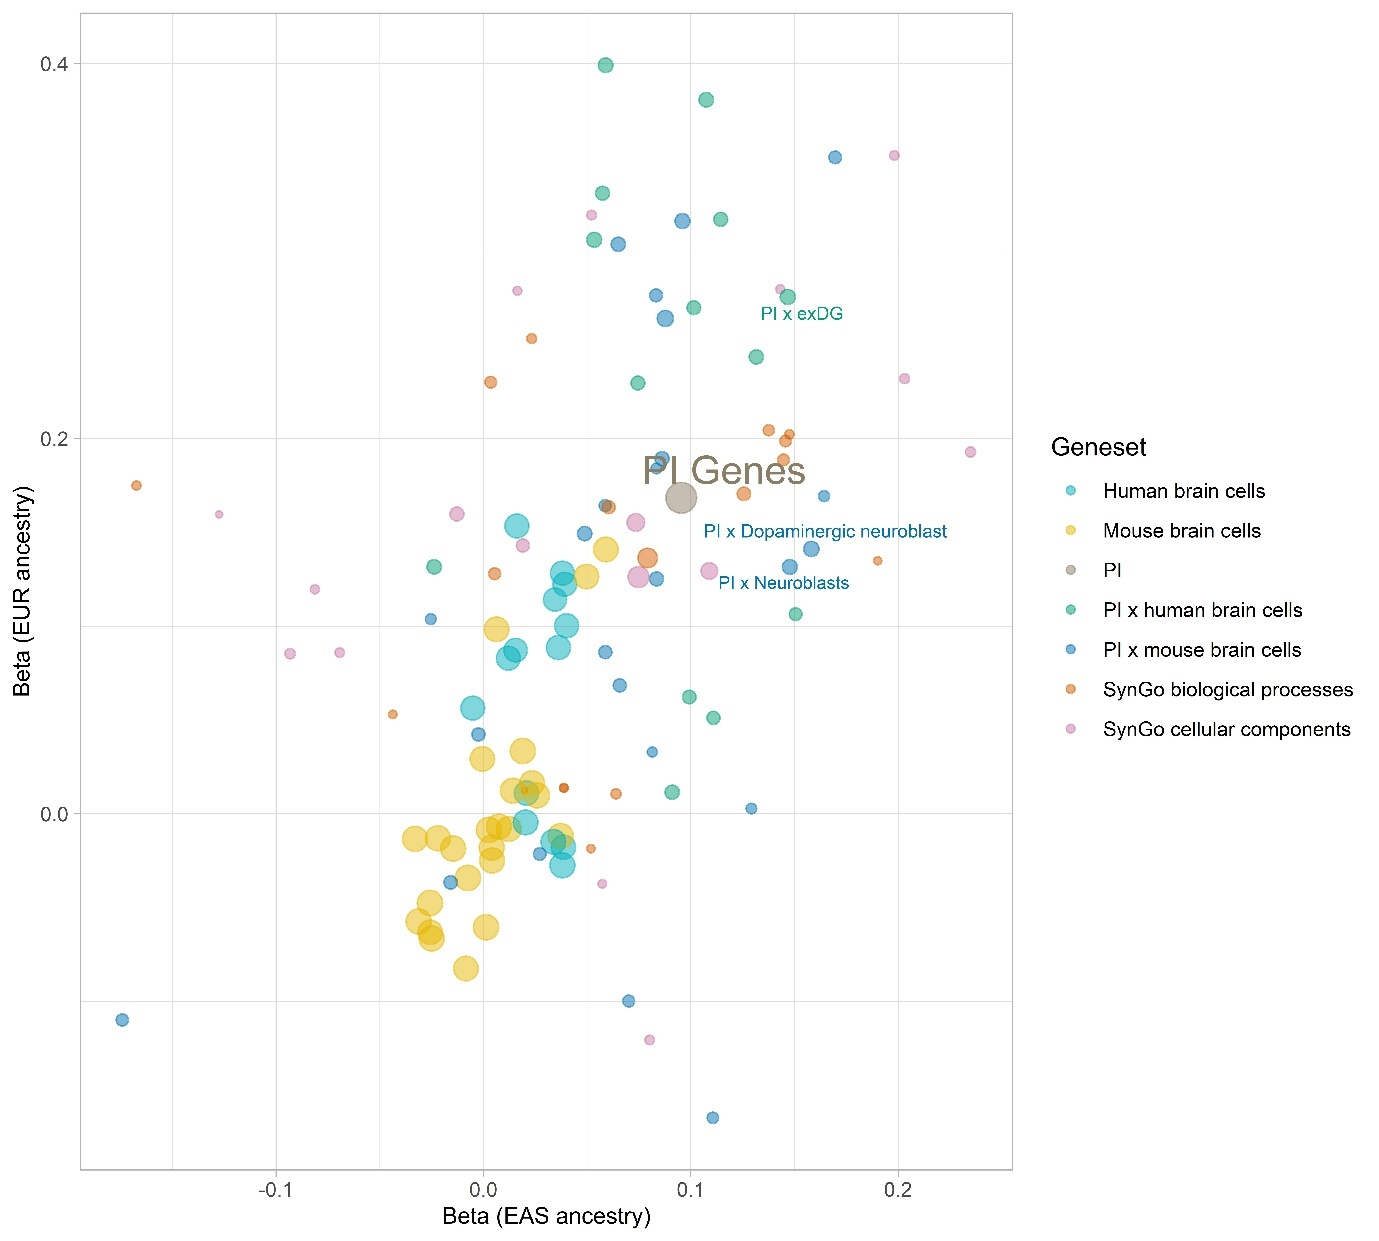 0.4
0.2
0.0
Beta (EUR ancestry)
PI x exDG
PI Genes
PI x Dopaminergic neuroblast
PI x Neuroblasts
-0.1
0.0
0.1
0.2
Beta (EAS ancestry)
Geneset
Human brain cells
Mouse brain cells
PI
PI x human brain cells
PI x mouse brain cells
SynGo biological processes
SynGo cellular components